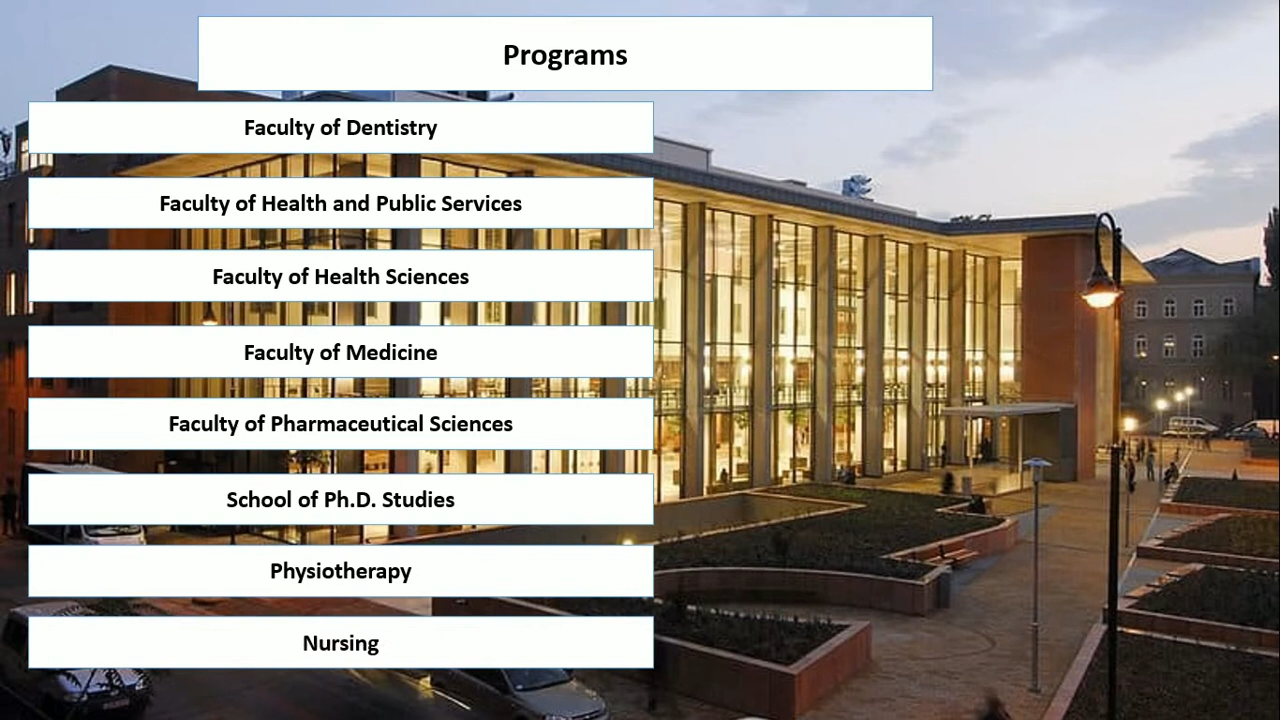 Programs
Faculty of Dentistry
Faculty of Health and Public Services
Faculty of Health Sciences
Faculty of Medicine
Faculty of Pharmaceutical Sciences
School of Ph.D. Studies
Physiotherapy
Nursing